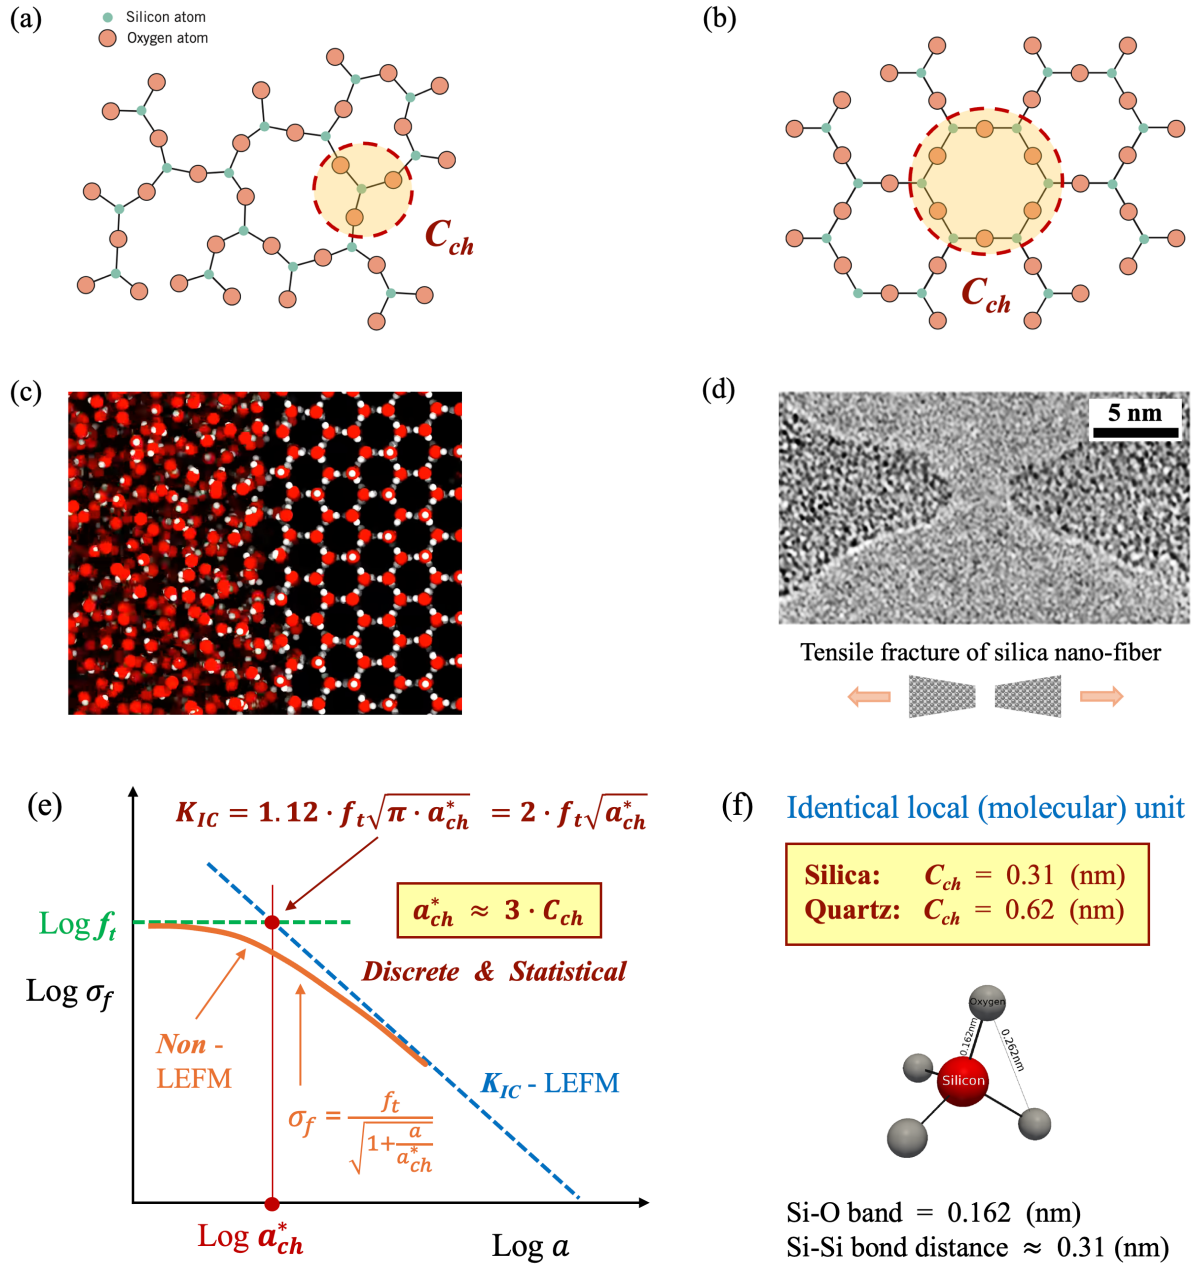 (a)
Silicon atom
Oxygen atom
C_ch
(b)
C_ch
(c)
(d)
5 nm
Tensile fracture of silica nano-fiber
(e)
K_IC = 1.12 · f_t√(π · a*_ch) = 2 · f_t√(a*_ch)
a*_ch ≈ 3 · C_ch
Discrete & Statistical
Log f_t
Log σ_f
Non -
LEFM
σ_f = f_t / √(1+ a/a*_ch)
K_IC - LEFM
Log a*_ch
Log a
(f)
Identical local (molecular) unit
Silica: C_ch = 0.31 (nm)
Quartz: C_ch = 0.62 (nm)
Oxygen
0.162nm
0.262nm
Silicon
Si-O band = 0.162 (nm)
Si-Si bond distance ≈ 0.31 (nm)